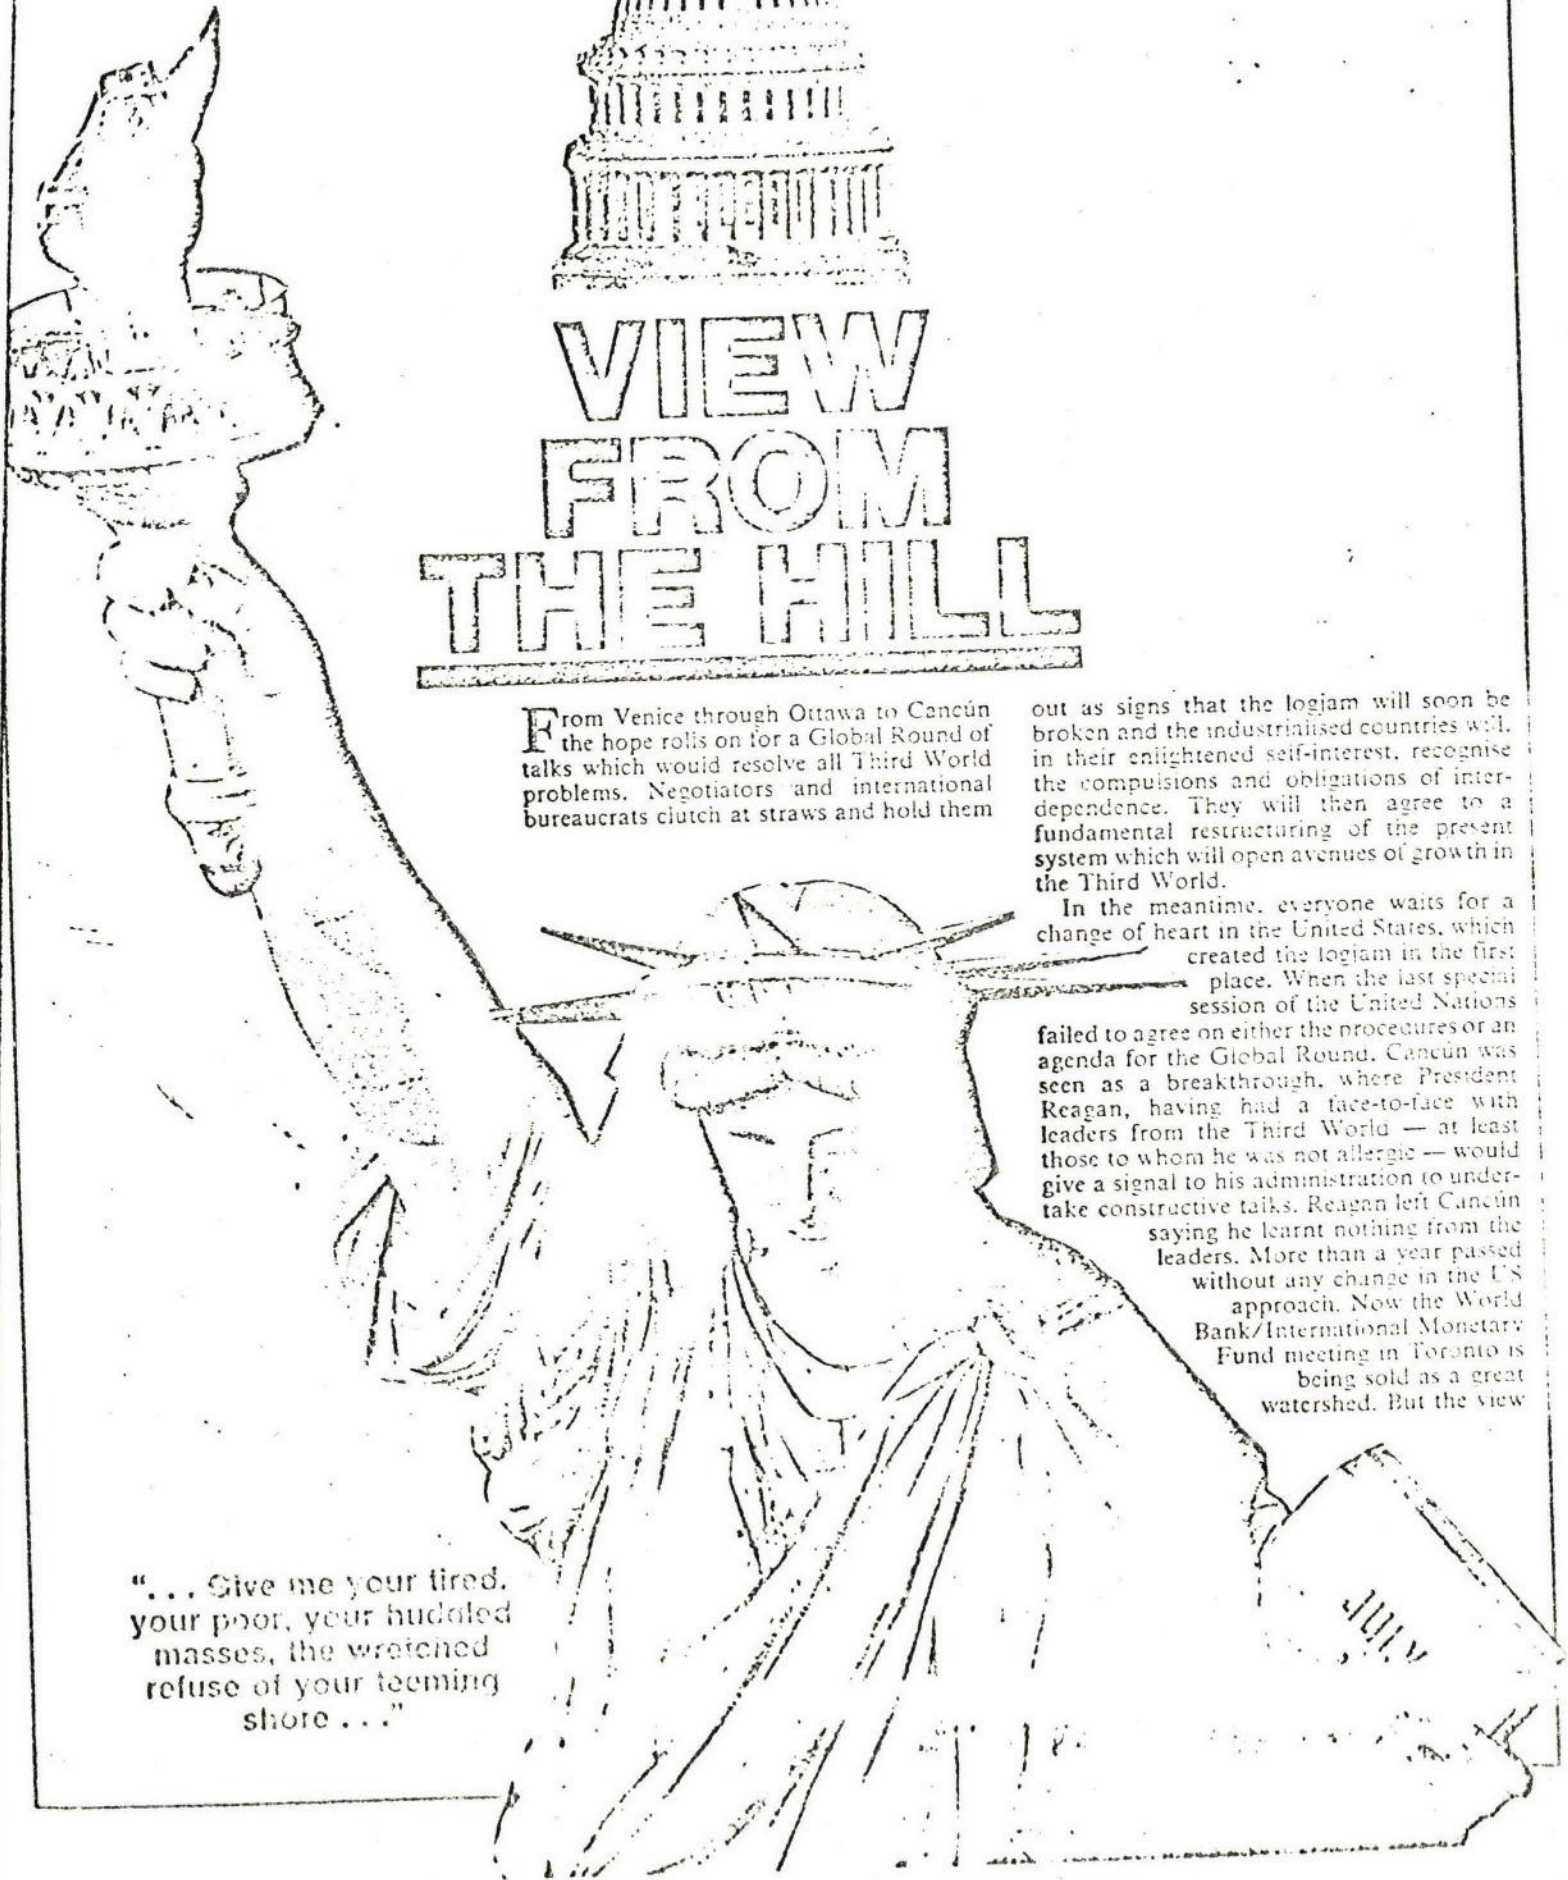 VIEW
FROM
THE HILL
From Venice through Ottawa to Cancún
the hope rolls on for a Global Round of
talks which would resolve all Third World
problems. Negotiators and international
bureaucrats clutch at straws and hold them
out as signs that the logjam will soon be
broken and the industrialised countries will,
in their enlightened self-interest, recognise
the compulsions and obligations of inter-
dependence. They will then agree to a
fundamental restructuring of the present
system which will open avenues of growth in
the Third World.
In the meantime, everyone waits for a
change of heart in the United States, which
created the logjam in the first
place. When the last special
session of the United Nations
failed to agree on either the procedures or an
agenda for the Global Round, Cancún was
seen as a breakthrough, where President
Reagan, having had a face-to-face with
leaders from the Third World — at least
those to whom he was not allergic — would
give a signal to his administration to under-
take constructive talks. Reagan left Cancún
saying he learnt nothing from the
leaders. More than a year passed
without any change in the US
approach. Now the World
Bank/International Monetary
Fund meeting in Toronto is
being sold as a great
watershed. But the view
“... Give me your tired,
your poor, your huddled
masses, the wretched
refuse of your teeming
shore ...”
JULY